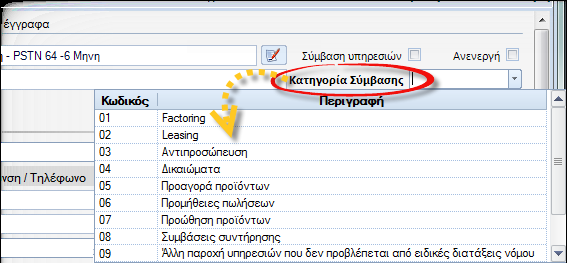 έγγραφα
- PSTN 64 -6 Μηνη
Σύμβαση υπηρεσιών
Ανενεργή
Κατηγορία Σύμβασης
Κωδικός Περιγραφή
01 Factoring
02 Leasing
03 Αντιπροσώπευση
04 Δικαιώματα
05 Προαγορά προϊόντων
06 Προμήθειες πωλήσεων
07 Προώθηση προϊόντων
08 Συμβάσεις συντήρησης
09 Άλλη παροχή υπηρεσιών που δεν προβλέπεται από ειδικές διατάξεις νόμου
νση / Τηλέφωνο